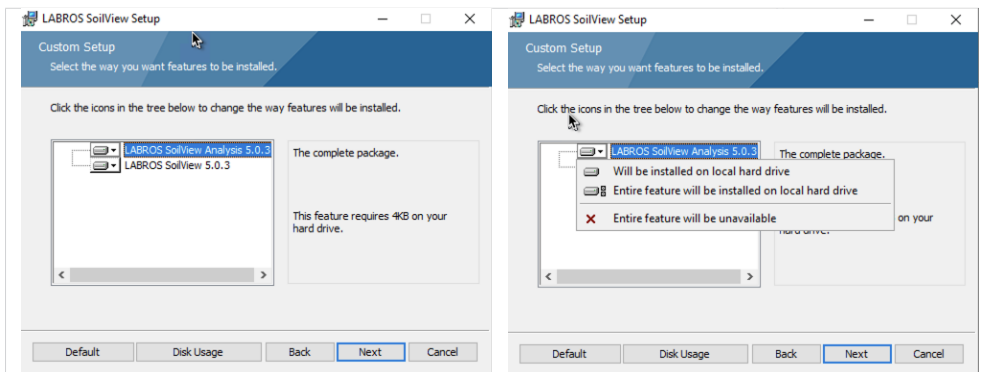 LABROS SoilView Setup
Custom Setup
Select the way you want features to be installed.
Click the icons in the tree below to change the way features will be installed.
LABROS SoilView Analysis 5.0.3
LABROS SoilView 5.0.3
The complete package.
This feature requires 4KB on your
hard drive.
Default
Disk Usage
Back
Next
Cancel
LABROS SoilView Setup
Custom Setup
Select the way you want features to be installed.
Click the icons in the tree below to change the way features will be installed.
LABROS SoilView Analysis 5.0.3
The complete package.
Will be installed on local hard drive
Entire feature will be installed on local hard drive
Entire feature will be unavailable
on your
hard drive.
Default
Disk Usage
Back
Next
Cancel